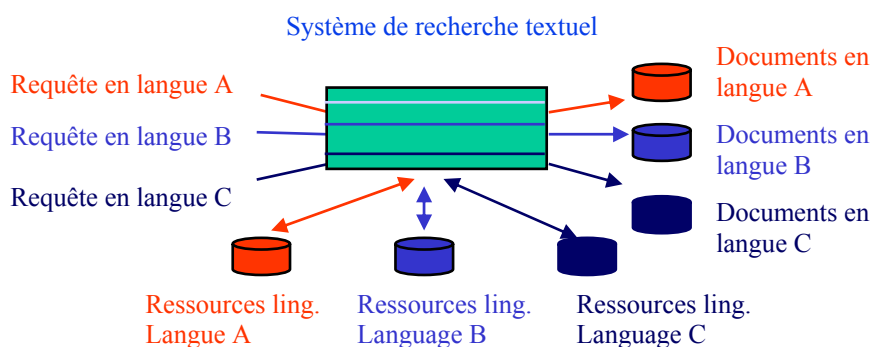 Système de recherche textuel
Requête en langue A
Requête en langue B
Requête en langue C
Documents en
langue A
Documents en
langue B
Documents en
langue C
Ressources ling.
Langue A
Ressources ling.
Language B
Ressources ling.
Language C